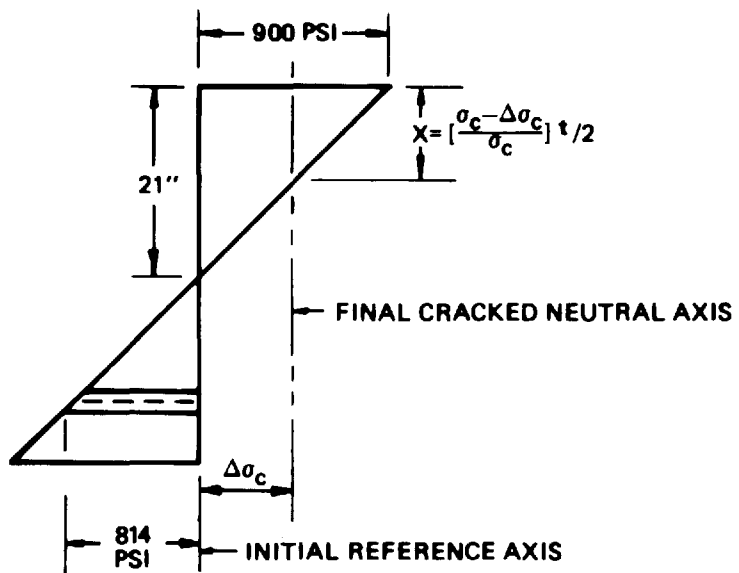 900 PSI
21''
X=[σc−Δσc/σc] t/2
FINAL CRACKED NEUTRAL AXIS
Δσc
814
PSI
INITIAL REFERENCE AXIS